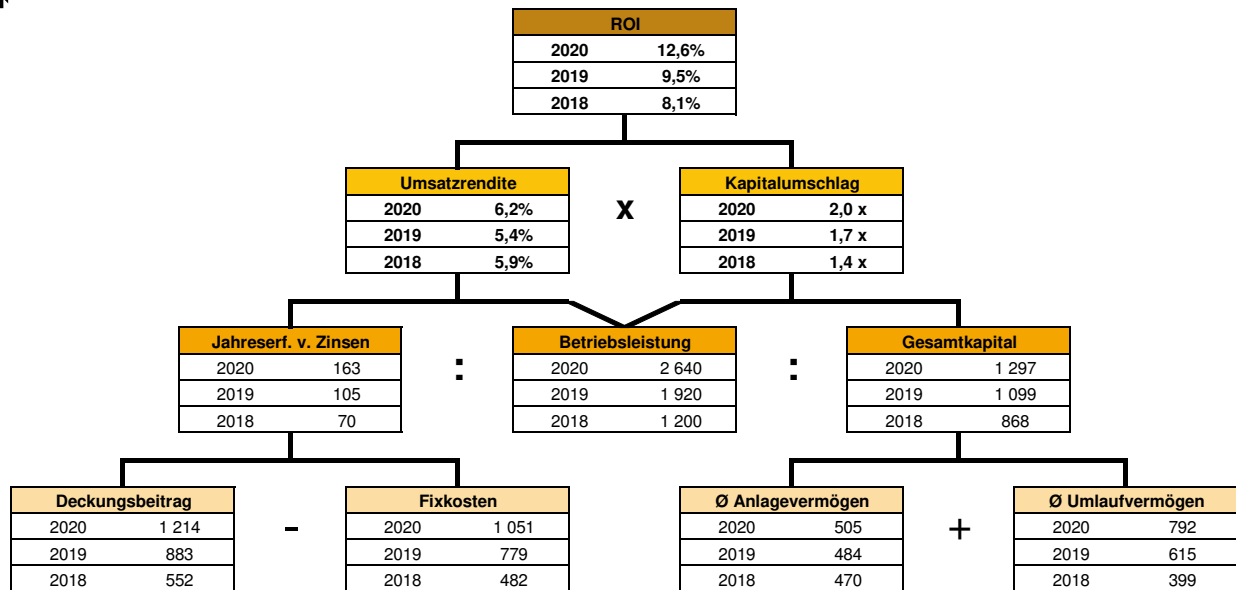 ROI
2020 12,6%
2019 9,5%
2018 8,1%
Umsatzrendite
2020 6,2%
2019 5,4%
2018 5,9%
x
Kapitalumschlag
2020 2,0 x
2019 1,7 x
2018 1,4 x
Jahreserf. v. Zinsen
2020 163
2019 105
2018 70
:
Betriebsleistung
2020 2 640
2019 1 920
2018 1 200
:
Gesamtkapital
2020 1 297
2019 1 099
2018 868
Deckungsbeitrag
2020 1 214
2019 883
2018 552
-
Fixkosten
2020 1 051
2019 779
2018 482
Ø Anlagevermögen
2020 505
2019 484
2018 470
+
Ø Umlaufvermögen
2020 792
2019 615
2018 399